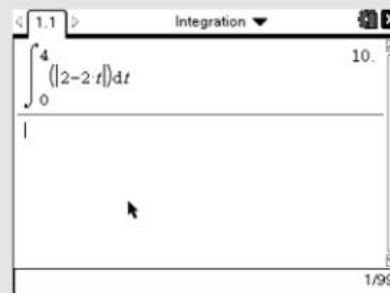 1.1 Integration
∫₀⁴ (|2−2·t|)dt 10.
1/99